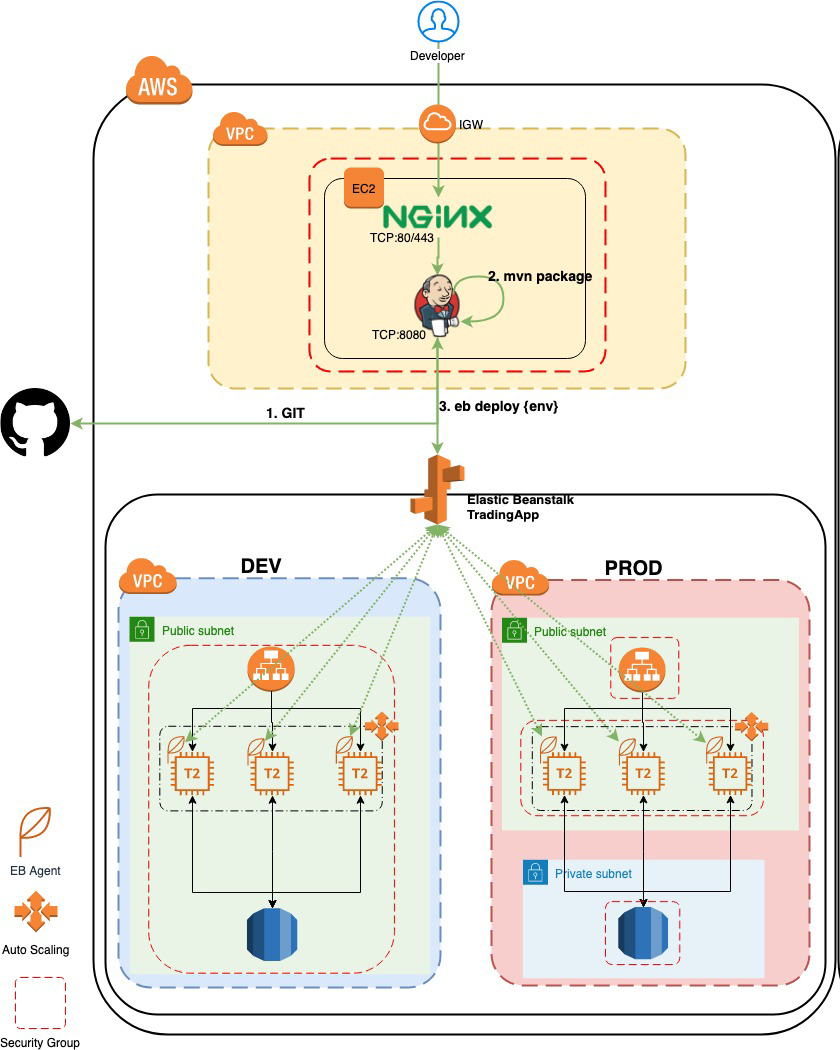 Developer
AWS
VPC
IGW
EC2
NGINX
TCP:80/443
2. mvn package
TCP:8080
1. GIT
3. eb deploy {env}
Elastic Beanstalk
TradingApp
DEV
PROD
VPC
VPC
Public subnet
Public subnet
T2
T2
T2
T2
T2
T2
EB Agent
Private subnet
Auto Scaling
Security Group